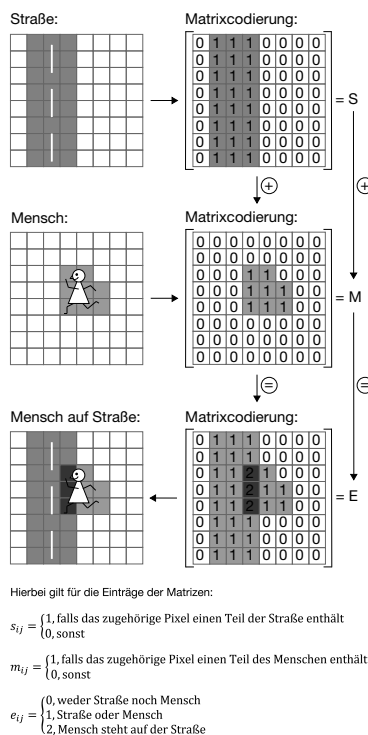 Straße: Matrixcodierung:
0 1 1 1 0 0 0 0
0 1 1 1 0 0 0 0
0 1 1 1 0 0 0 0
0 1 1 1 0 0 0 0
0 1 1 1 0 0 0 0
0 1 1 1 0 0 0 0
0 1 1 1 0 0 0 0
0 1 1 1 0 0 0 0
= S
+ +
Mensch: Matrixcodierung:
0 0 0 0 0 0 0 0
0 0 0 0 0 0 0 0
0 0 0 1 1 0 0 0
0 0 0 1 1 1 0 0
0 0 0 1 1 1 0 0
0 0 0 0 0 0 0 0
0 0 0 0 0 0 0 0
0 0 0 0 0 0 0 0
= M
= =
Mensch auf Straße: Matrixcodierung:
0 1 1 1 0 0 0 0
0 1 1 1 0 0 0 0
0 1 1 2 1 0 0 0
0 1 1 2 1 1 0 0
0 1 1 2 1 1 0 0
0 1 1 1 0 0 0 0
0 1 1 1 0 0 0 0
0 1 1 1 0 0 0 0
= E
Hierbei gilt für die Einträge der Matrizen:
s_ij = {1, falls das zugehörige Pixel einen Teil der Straße enthält
0, sonst
m_ij = {1, falls das zugehörige Pixel einen Teil des Menschen enthält
0, sonst
e_ij = {0, weder Straße noch Mensch
1, Straße oder Mensch
2, Mensch steht auf der Straße